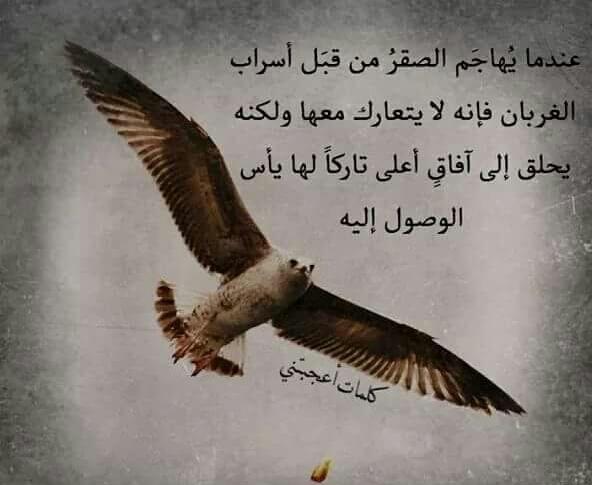 عندما يُهاجَم الصقرُ من قبَل أسراب
الغربان فإنه لا يتعارك معها ولكنه
يحلق إلى آفاقٍ أعلى تاركاً لها يأس
الوصول إليه
كلمات أعجبتني